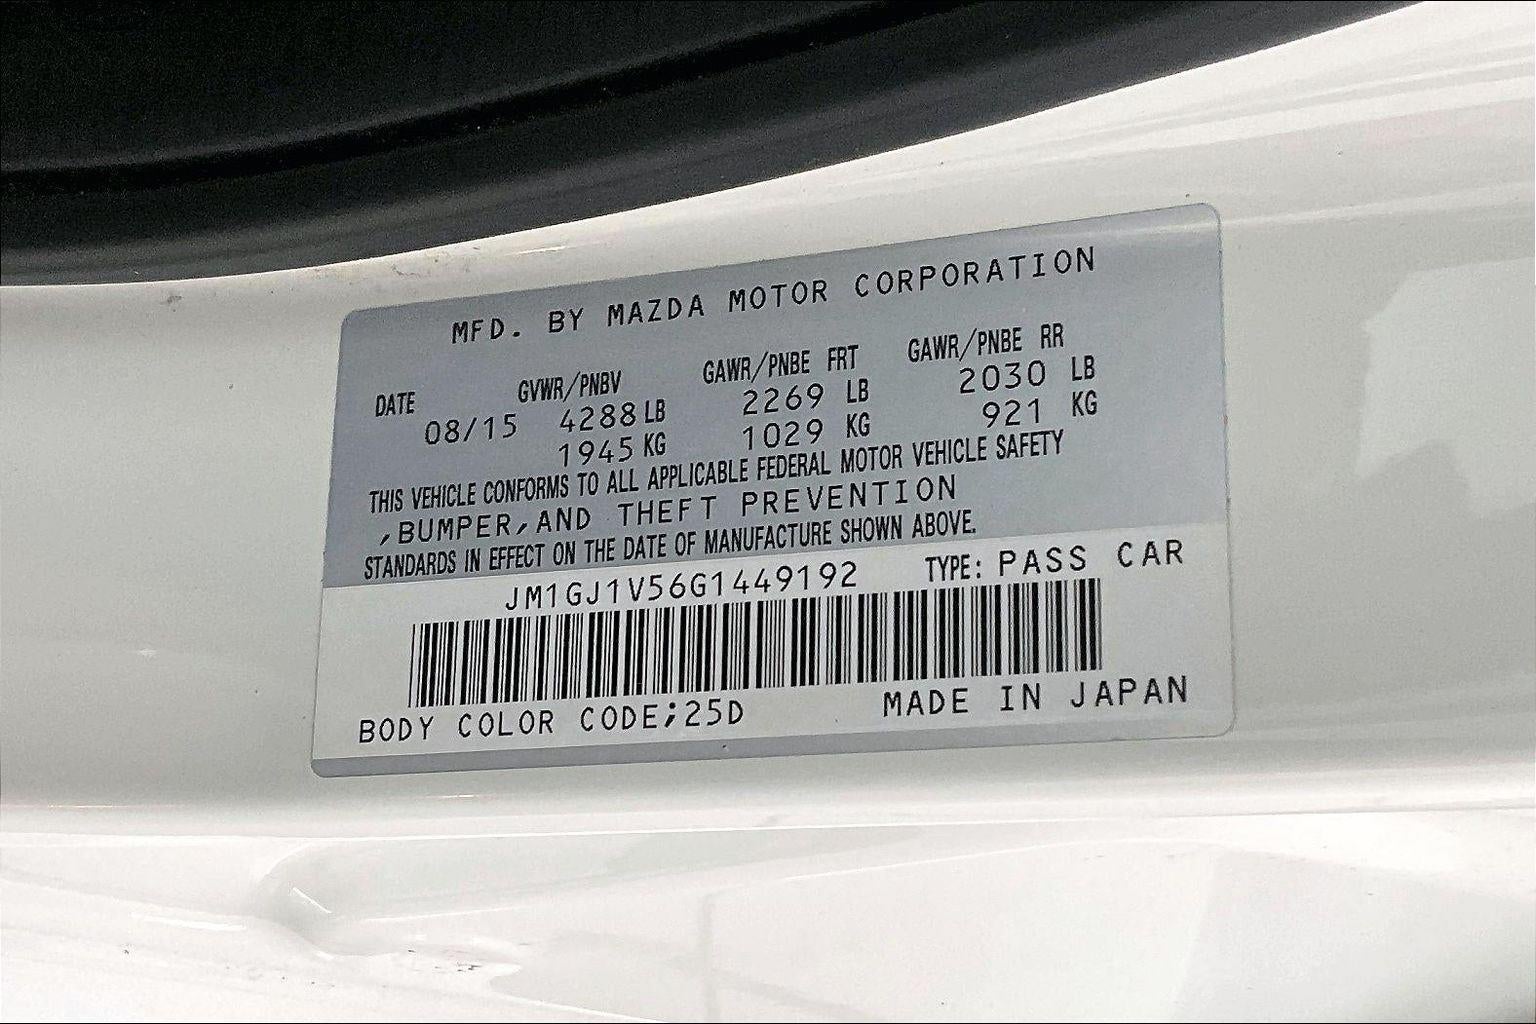 MFD. BY MAZDA MOTOR CORPORATION
DATE GVWR/PNBV GAWR/PNBE FRT GAWR/PNBE RR
08/15 4288 LB 2269 LB 2030 LB
1945 KG 1029 KG 921 KG
THIS VEHICLE CONFORMS TO ALL APPLICABLE FEDERAL MOTOR VEHICLE SAFETY
,BUMPER,AND THEFT PREVENTION
STANDARDS IN EFFECT ON THE DATE OF MANUFACTURE SHOWN ABOVE.
JM1GJ1V56G1449192 TYPE: PASS CAR
BODY COLOR CODE;25D MADE IN JAPAN